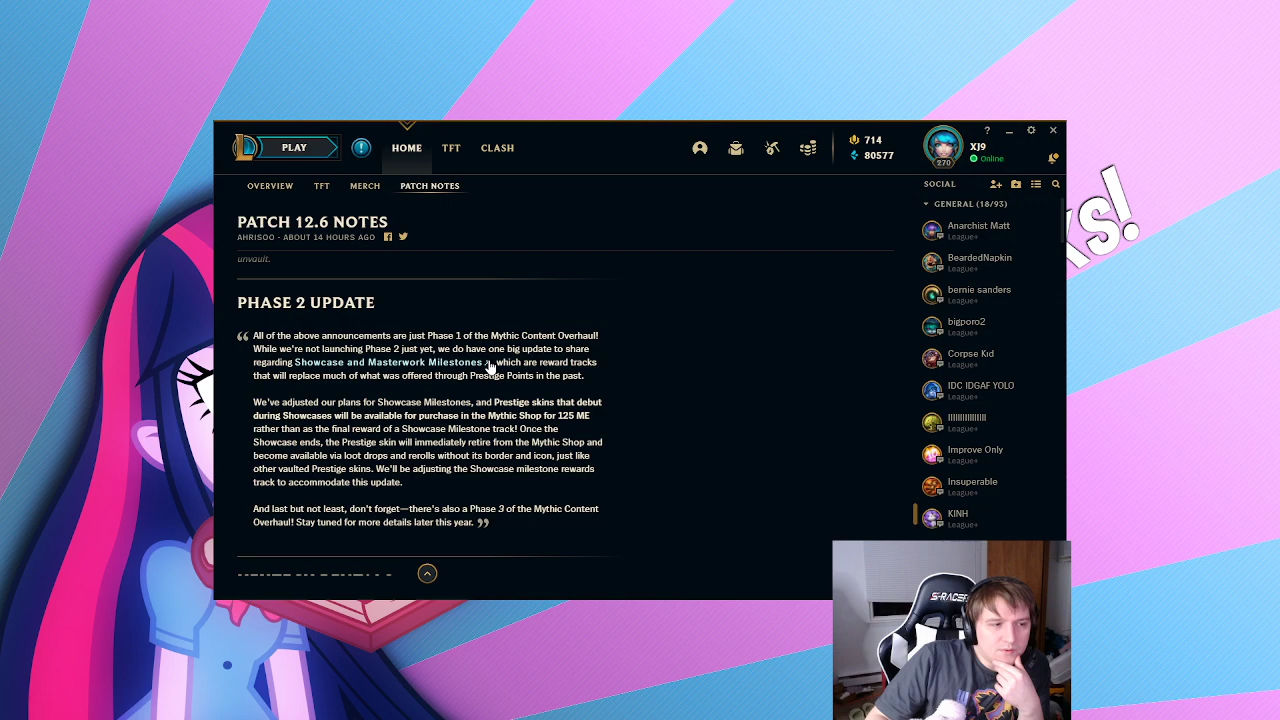 PLAY
HOME
TFT
CLASH
714
80577
270
XJ9
Online
?
OVERVIEW
TFT
MERCH
PATCH NOTES
SOCIAL
GENERAL (18/93)
PATCH 12.6 NOTES
AHRISOO - ABOUT 14 HOURS AGO
unvault.
PHASE 2 UPDATE
All of the above announcements are just Phase 1 of the Mythic Content Overhaul!
While we're not launching Phase 2 just yet, we do have one big update to share
regarding Showcase and Masterwork Milestones, which are reward tracks
that will replace much of what was offered through Prestige Points in the past.
We've adjusted our plans for Showcase Milestones, and Prestige skins that debut
during Showcases will be available for purchase in the Mythic Shop for 125 ME
rather than as the final reward of a Showcase Milestone track! Once the
Showcase ends, the Prestige skin will immediately retire from the Mythic Shop and
become available via loot drops and rerolls without its border and icon, just like
other vaulted Prestige skins. We'll be adjusting the Showcase milestone rewards
track to accommodate this update.
And last but not least, don't forget—there's also a Phase 3 of the Mythic Content
Overhaul! Stay tuned for more details later this year.
Anarchist Matt
League+
BeardedNapkin
League+
bernie sanders
League+
bigporo2
League+
Corpse Kid
League+
IDC IDGAF YOLO
League+
League+
Improve Only
League+
Insuperable
League+
KINH
League+
ks!
S-RACER